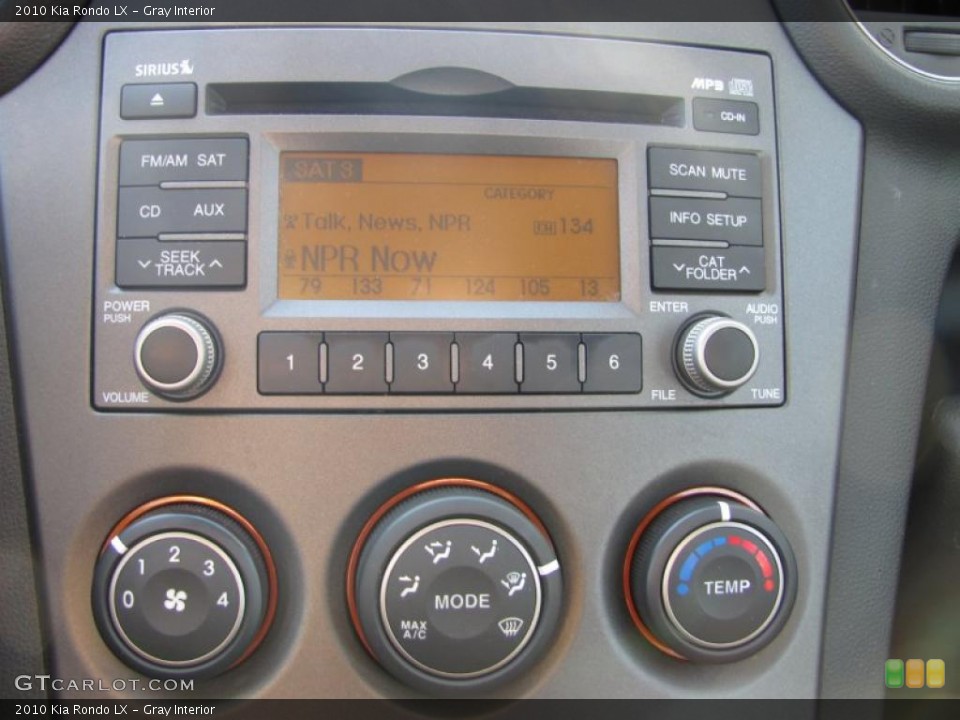 2010 Kia Rondo LX - Gray Interior
SIRIUS
MP3
CD-IN
FM/AM SAT
CD AUX
SEEK
TRACK
SAT 3
CATEGORY
Talk, News, NPR CH 134
NPR Now
79 133 71 124 105 13
SCAN MUTE
INFO SETUP
CAT
FOLDER
POWER
PUSH
VOLUME
1 2 3 4 5 6
ENTER
AUDIO
PUSH
FILE
TUNE
0 1 2 3 4
MODE
MAX
A/C
TEMP
GTCARLOT.COM
2010 Kia Rondo LX - Gray Interior